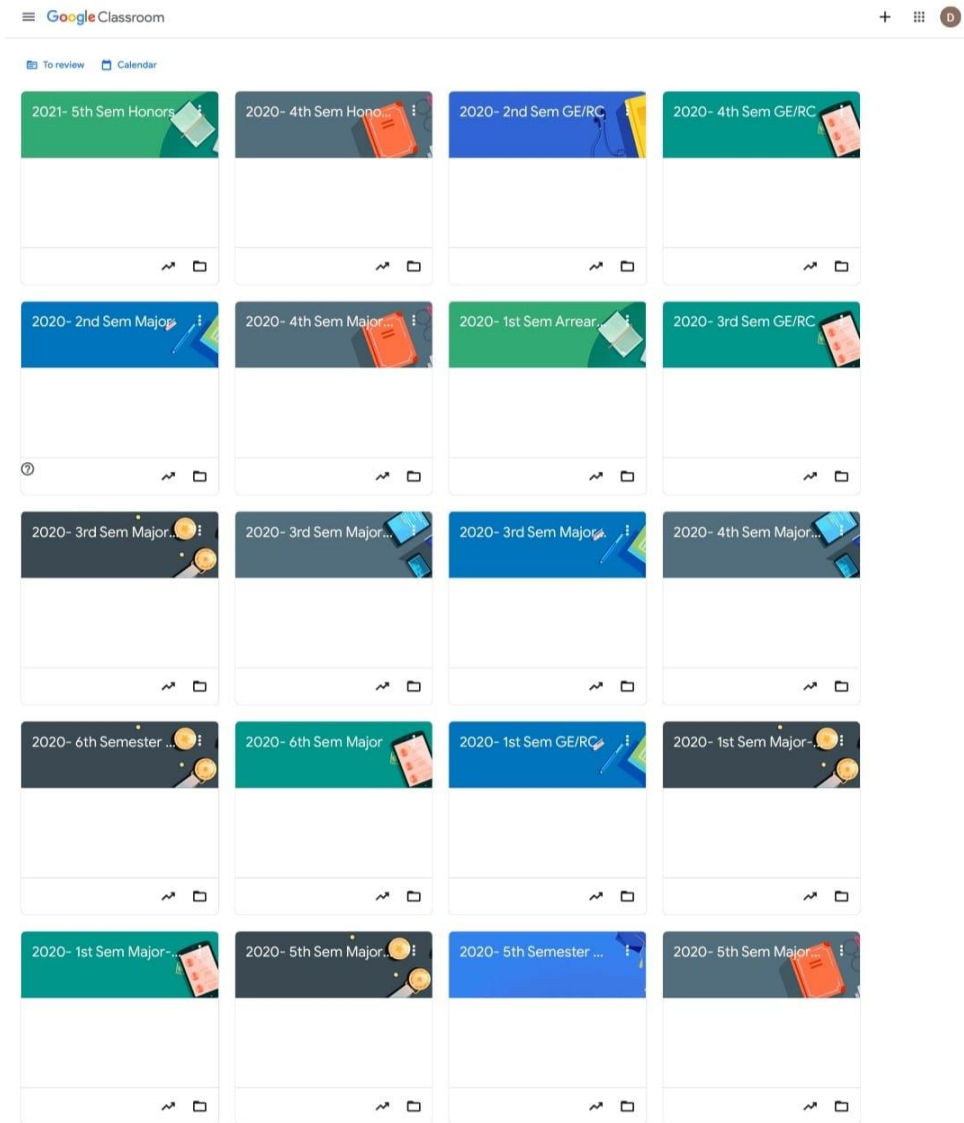 Google Classroom
D
To review Calendar
2021- 5th Sem Honors
2020- 4th Sem Hono...
2020- 2nd Sem GE/RC
2020- 4th Sem GE/RC
2020- 2nd Sem Major
2020- 4th Sem Major...
2020- 1st Sem Arrear...
2020- 3rd Sem GE/RC
2020- 3rd Sem Major...
2020- 3rd Sem Major...
2020- 3rd Sem Major...
2020- 4th Sem Major...
2020- 6th Semester ...
2020- 6th Sem Major
2020- 1st Sem GE/RC
2020- 1st Sem Major-...
2020- 1st Sem Major-...
2020- 5th Sem Major...
2020- 5th Semester ...
2020- 5th Sem Major...